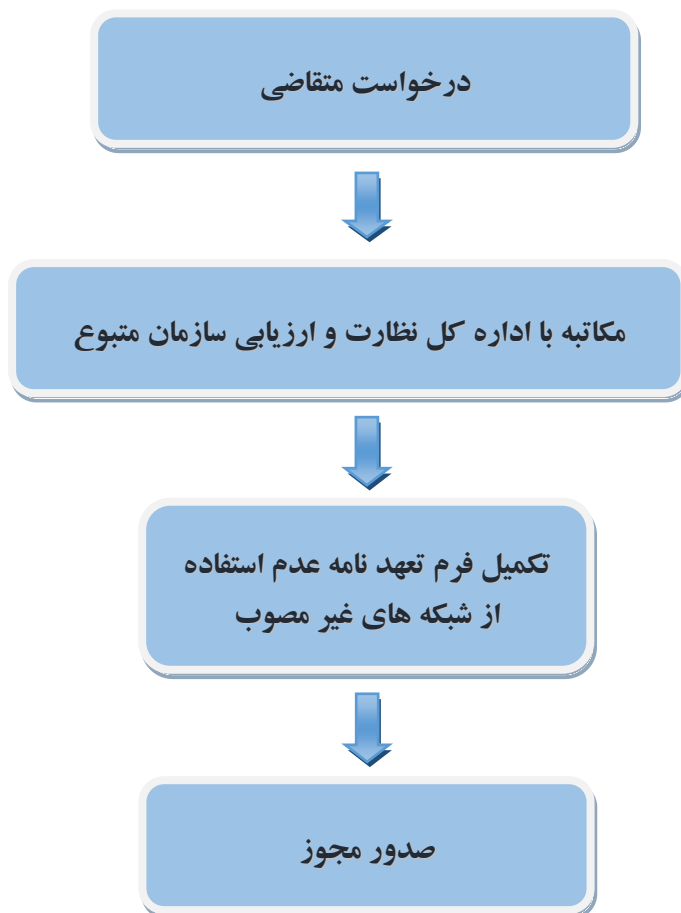 درخواست متقاضی
مکاتبه با اداره کل نظارت و ارزیابی سازمان متبوع
تکمیل فرم تعهد نامه عدم استفاده
از شبکه های غیر مصوب
صدور مجوز